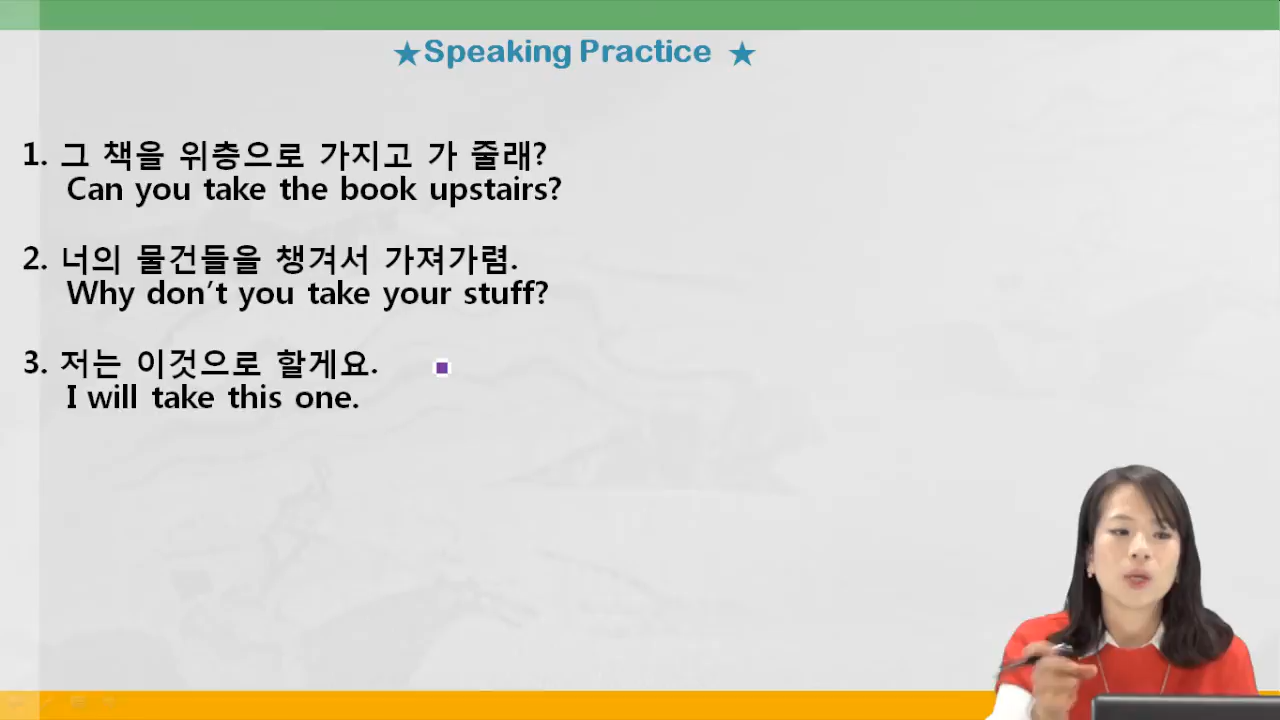 ★Speaking Practice ★
1. 그 책을 위층으로 가지고 가 줄래?
Can you take the book upstairs?
2. 너의 물건들을 챙겨서 가져가렴.
Why don't you take your stuff?
3. 저는 이것으로 할게요.
I will take this one.